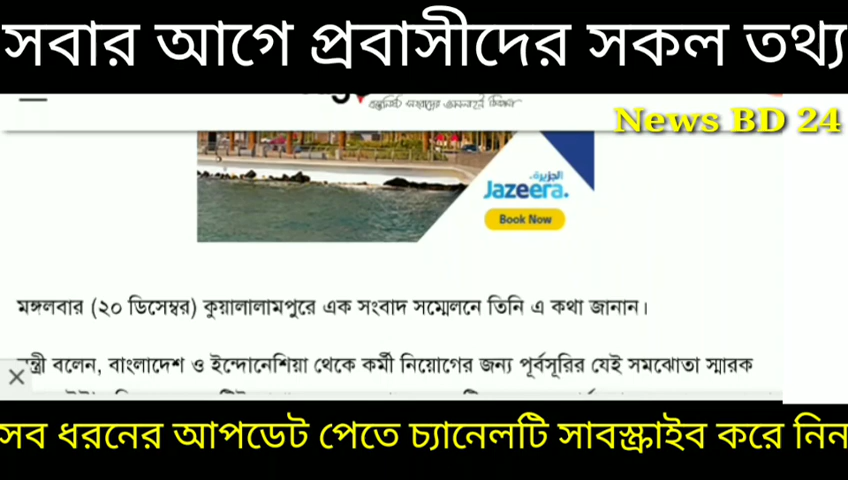 সবার আগে প্রবাসীদের সকল তথ্য
News BD 24
الجزيرة.
Jazeera.
Book Now
মঙ্গলবার (২০ ডিসেম্বর) কুয়ালালামপুরে এক সংবাদ সম্মেলনে তিনি এ কথা জানান।
বলেন, বাংলাদেশ ও ইন্দোনেশিয়া থেকে কর্মী নিয়োগের জন্য পূর্বসূরির যেই সমঝোতা স্মারক
সব ধরনের আপডেট পেতে চ্যানেলটি সাবস্ক্রাইব করে নিন